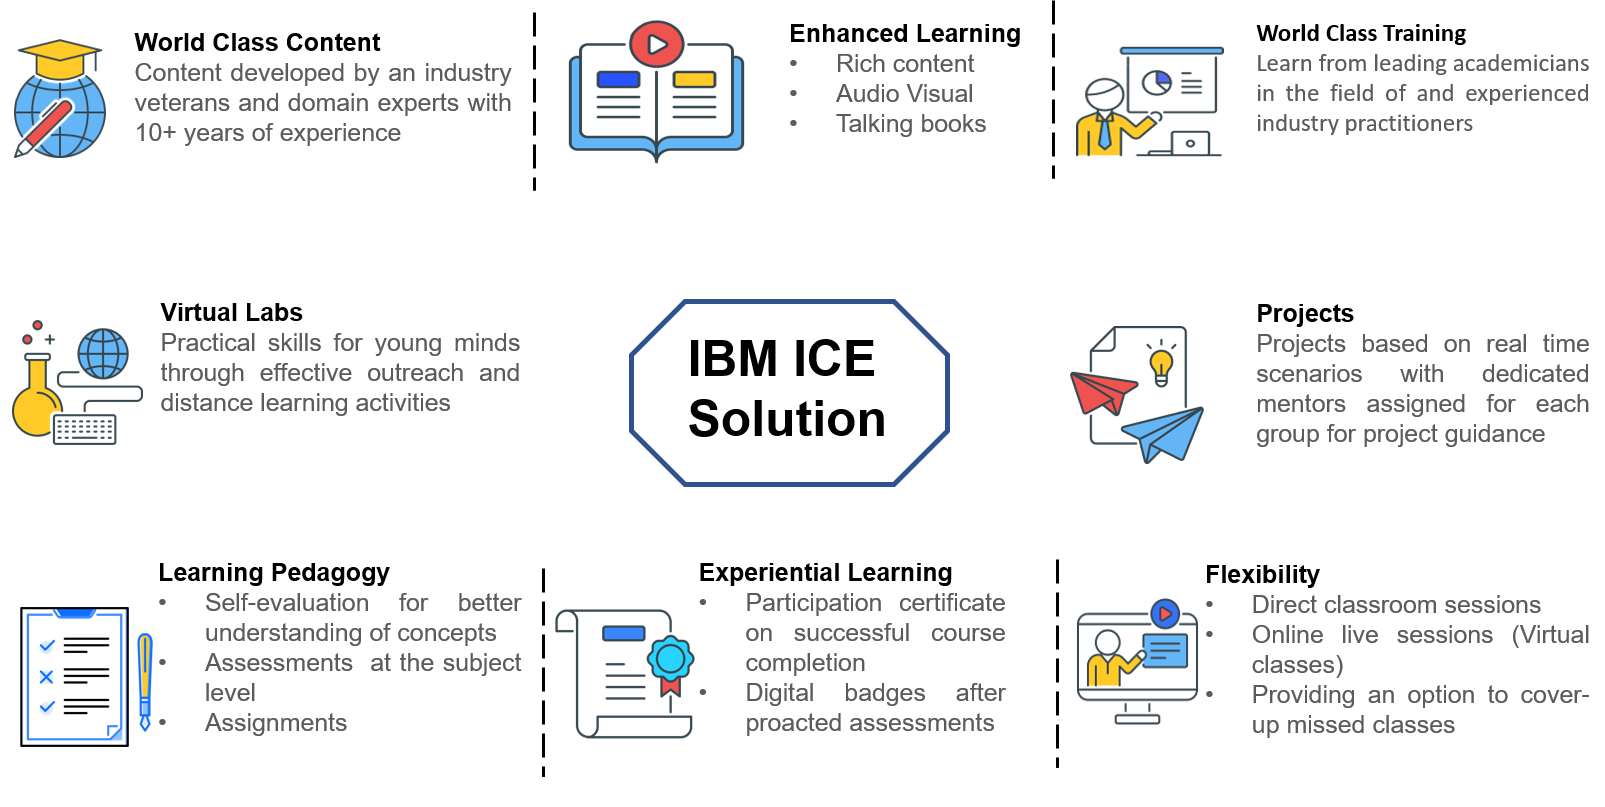 World Class Content
Content developed by an industry
veterans and domain experts with
10+ years of experience
Enhanced Learning
• Rich content
• Audio Visual
• Talking books
World Class Training
Learn from leading academicians
in the field of and experienced
industry practitioners
Virtual Labs
Practical skills for young minds
through effective outreach and
distance learning activities
IBM ICE
Solution
Projects
Projects based on real time
scenarios with dedicated
mentors assigned for each
group for project guidance
Learning Pedagogy
• Self-evaluation for better
understanding of concepts
• Assessments at the subject
level
• Assignments
Experiential Learning
• Participation certificate
on successful course
completion
• Digital badges after
proacted assessments
Flexibility
• Direct classroom sessions
• Online live sessions (Virtual
classes)
• Providing an option to cover-
up missed classes